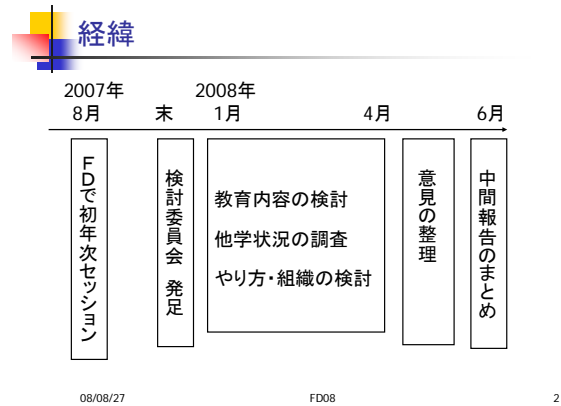 経緯
2007年 2008年
8月 末 1月 4月 6月
FDで初年次セッション
検討委員会 発足
教育内容の検討
他学状況の調査
やり方・組織の検討
意見の整理
中間報告のまとめ
08/08/27 FD08 2